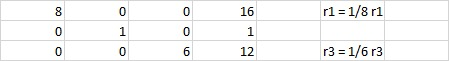 8 0 0 16 r1 = 1/8 r1
0 1 0 1
0 0 6 12 r3 = 1/6 r3